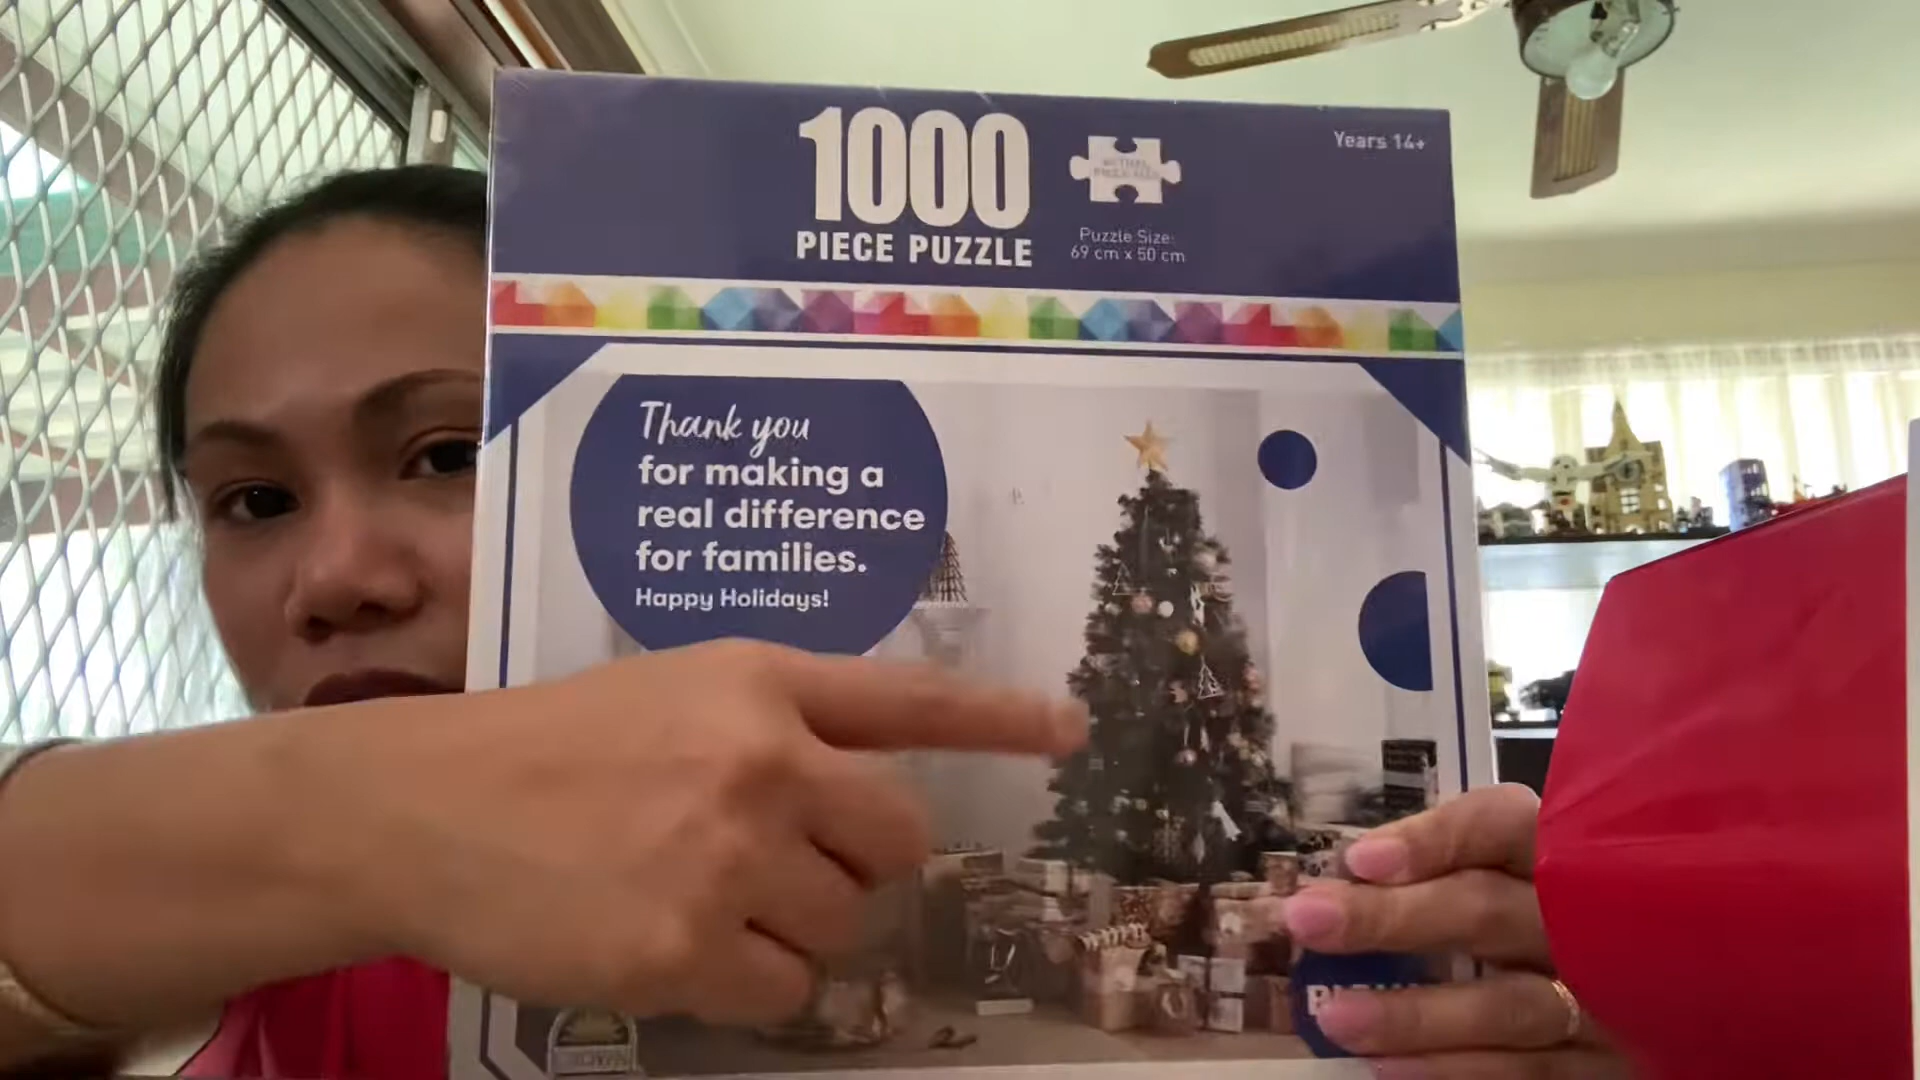 1000
PIECE PUZZLE
Years 14+
Puzzle Size:
69 cm x 50 cm
Thank you
for making a
real difference
for families.
Happy Holidays!